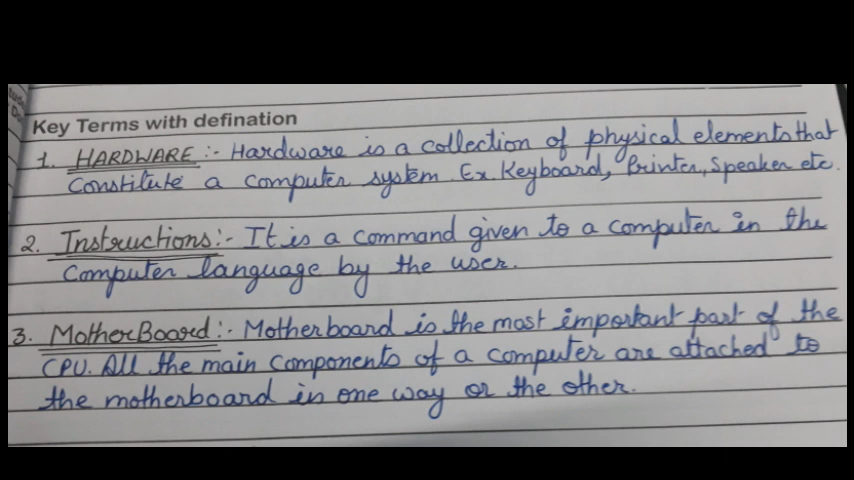 Key Terms with defination
1. HARDWARE :- Hardware is a collection of physical elements that
Constitute a computer system. Ex. Keyboard, Printer, Speaker etc.
2. Instructions :- It is a command given to a computer in the
Computer language by the user.
3. MotherBoard :- Motherboard is the most important part of the
CPU. All the main components of a computer are attached to
the motherboard in one way or the other.